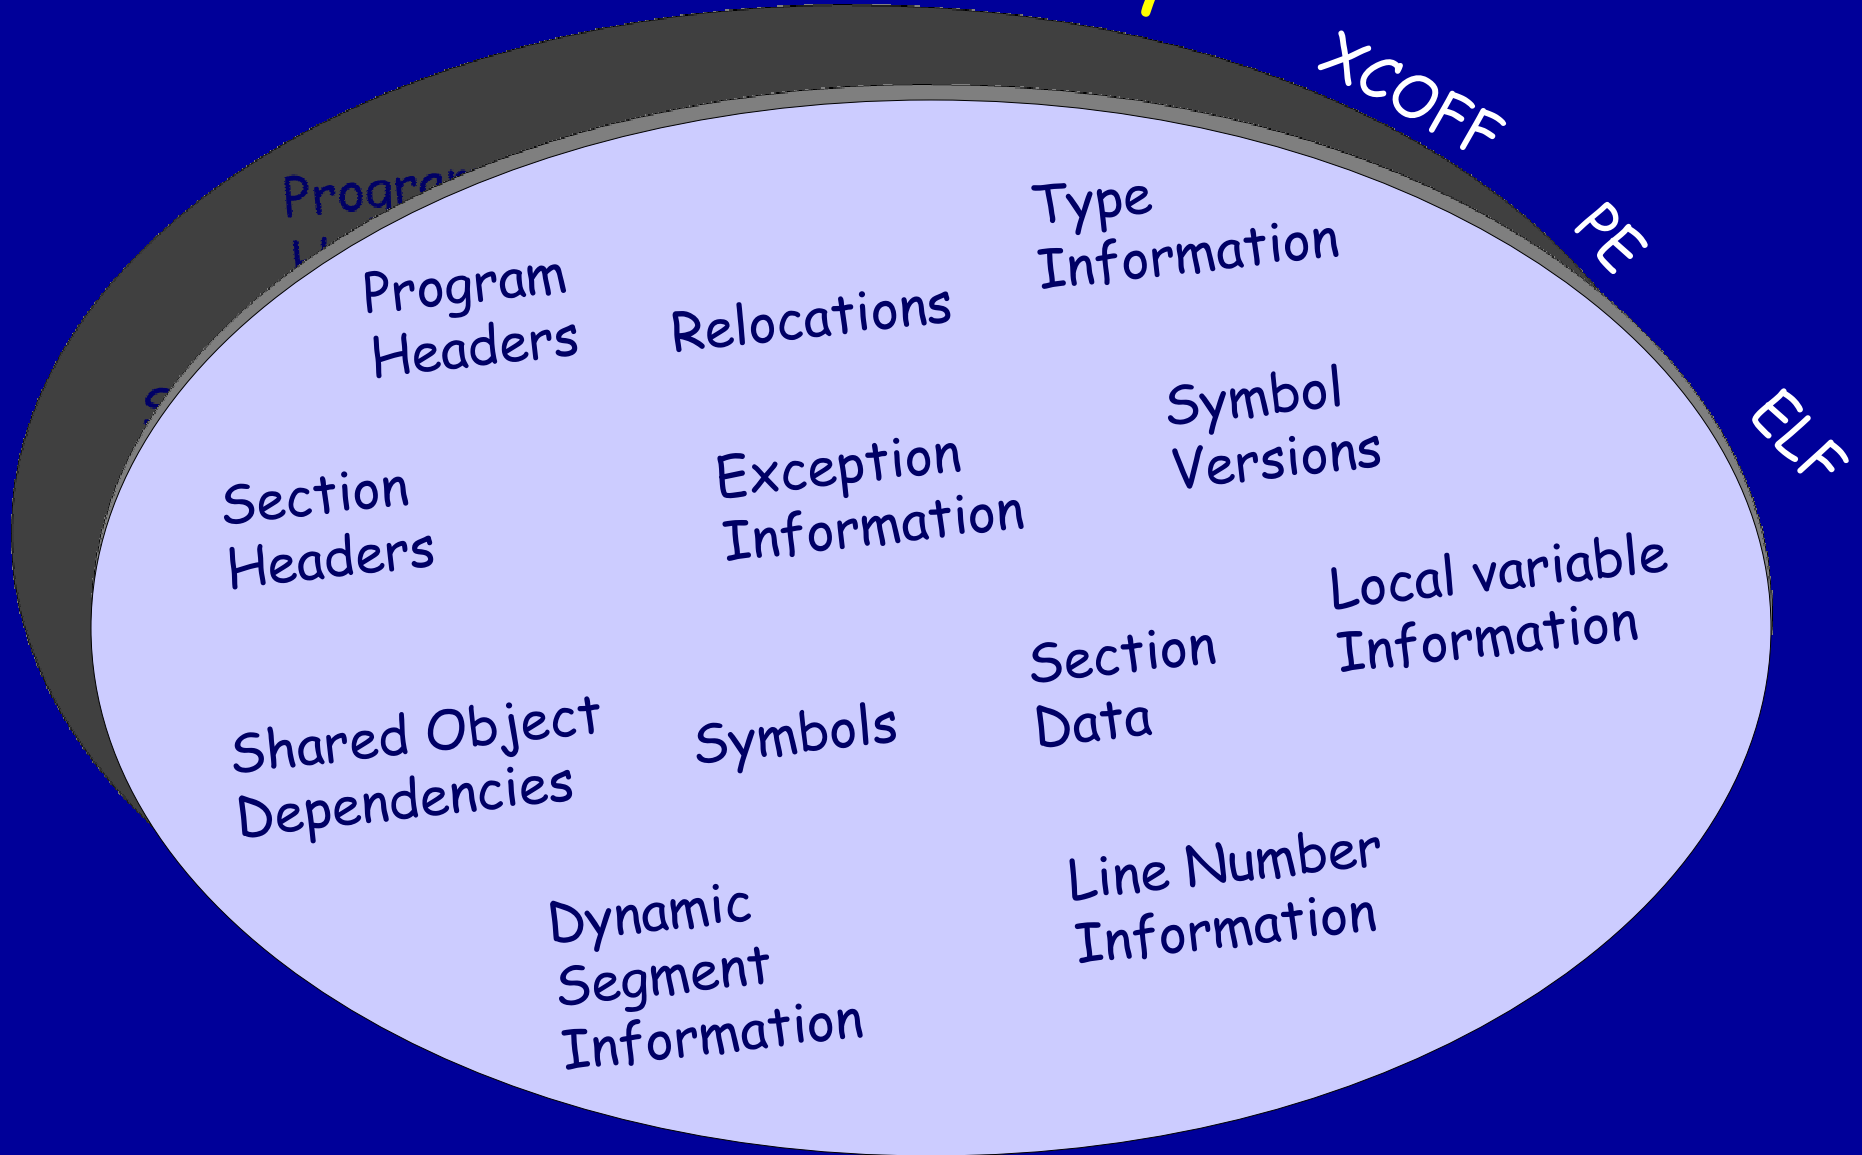 XCOFF
PE
ELF
Program
Headers
Relocations
Type
Information
Section
Headers
Exception
Information
Symbol
Versions
Local variable
Information
Shared Object
Dependencies
Symbols
Section
Data
Dynamic
Segment
Information
Line Number
Information